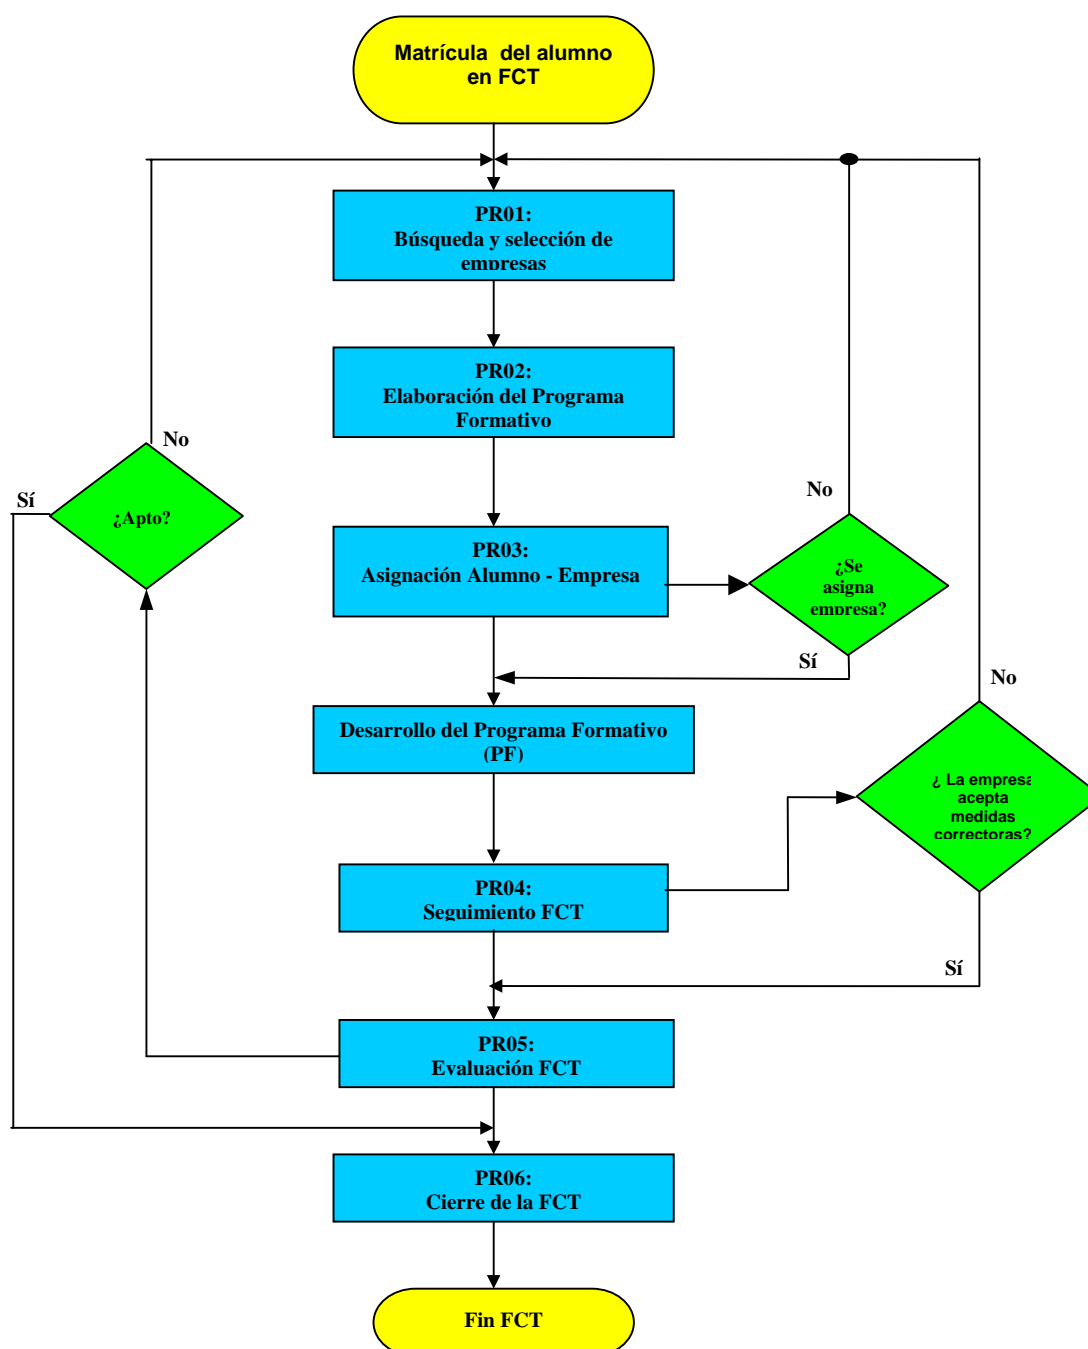 Matrícula del alumno
en FCT
PR01:
Búsqueda y selección de
empresas
PR02:
Elaboración del Programa
Formativo
No
Sí
¿Apto?
No
PR03:
Asignación Alumno - Empresa
¿Se
asigna
empresa?
Sí
No
Desarrollo del Programa Formativo
(PF)
¿ La empresa
acepta
medidas
correctoras?
PR04:
Seguimiento FCT
Sí
PR05:
Evaluación FCT
PR06:
Cierre de la FCT
Fin FCT